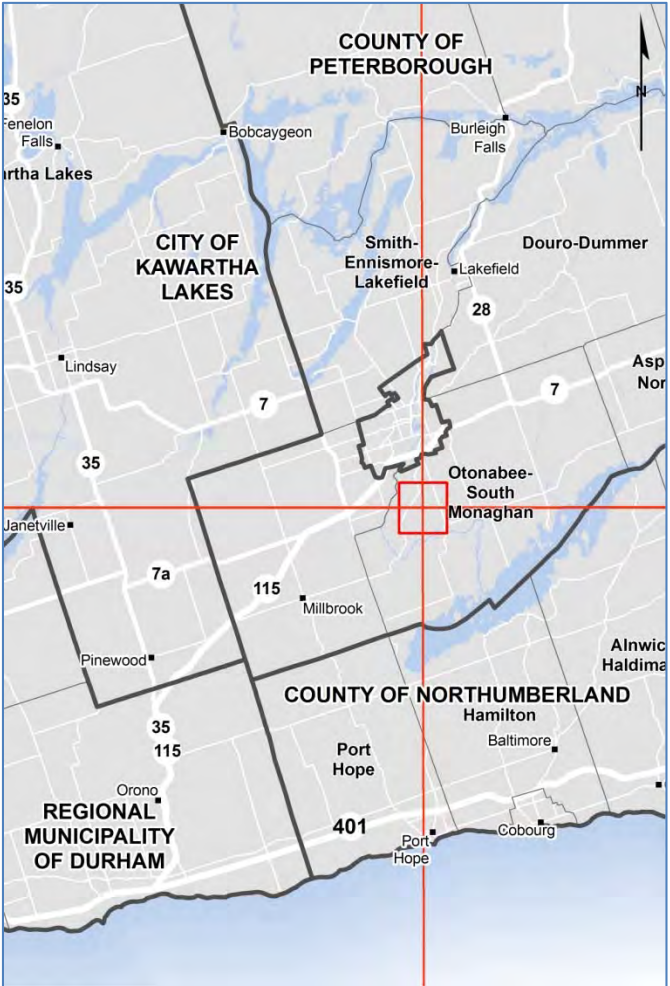 COUNTY OF
PETERBOROUGH
N
35
Fenelon
Falls
Bobcaygeon
Burleigh
Falls
artha Lakes
CITY OF
KAWARTHA
LAKES
Smith-
Ennismore-
Lakefield
Douro-Dummer
Lakefield
35
28
Lindsay
Asp
Nor
7
7
35
Otonabee-
South
Monaghan
Janetville
7a
115
Millbrook
Pinewood
Alnwic
Haldima
COUNTY OF NORTHUMBERLAND
Hamilton
35
115
Port
Hope
Baltimore
Orono
REGIONAL
MUNICIPALITY
OF DURHAM
401
Port
Hope
Cobourg